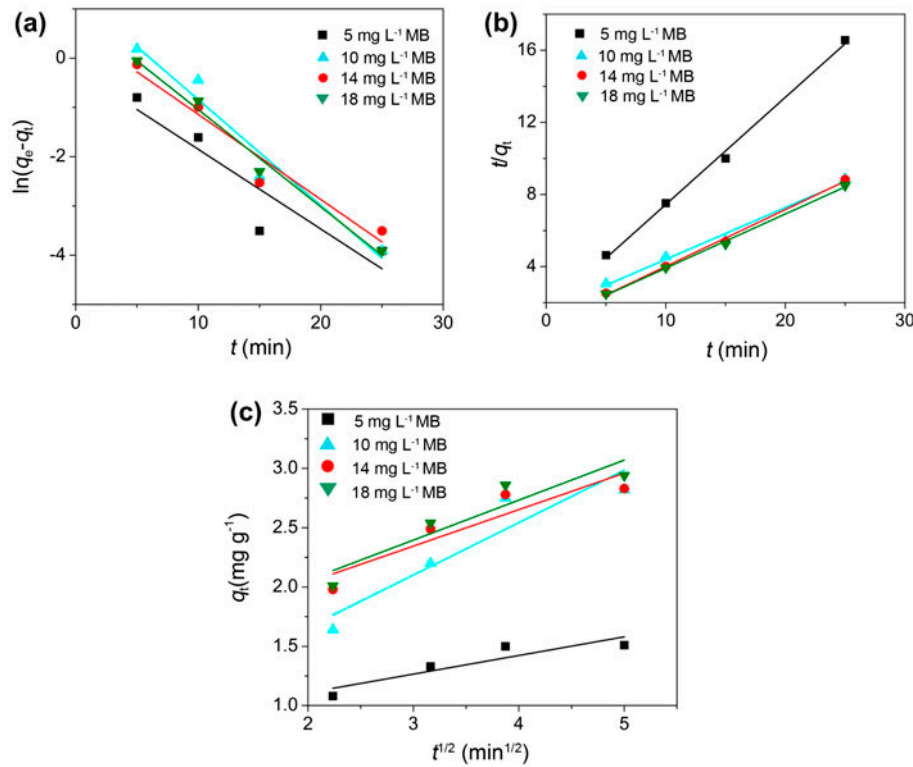 (a)
5 mg L⁻¹ MB
10 mg L⁻¹ MB
14 mg L⁻¹ MB
18 mg L⁻¹ MB
0
-2
-4
ln(qₑ-qₜ)
0 10 20 30
t (min)
(b)
5 mg L⁻¹ MB
10 mg L⁻¹ MB
14 mg L⁻¹ MB
18 mg L⁻¹ MB
16
12
8
4
t/qₜ
0 5 10 15 20 25 30
t (min)
(c)
5 mg L⁻¹ MB
10 mg L⁻¹ MB
14 mg L⁻¹ MB
18 mg L⁻¹ MB
3.5
3.0
2.5
2.0
1.5
1.0
qₜ(mg g⁻¹)
2 3 4 5
t¹/² (min¹/²)